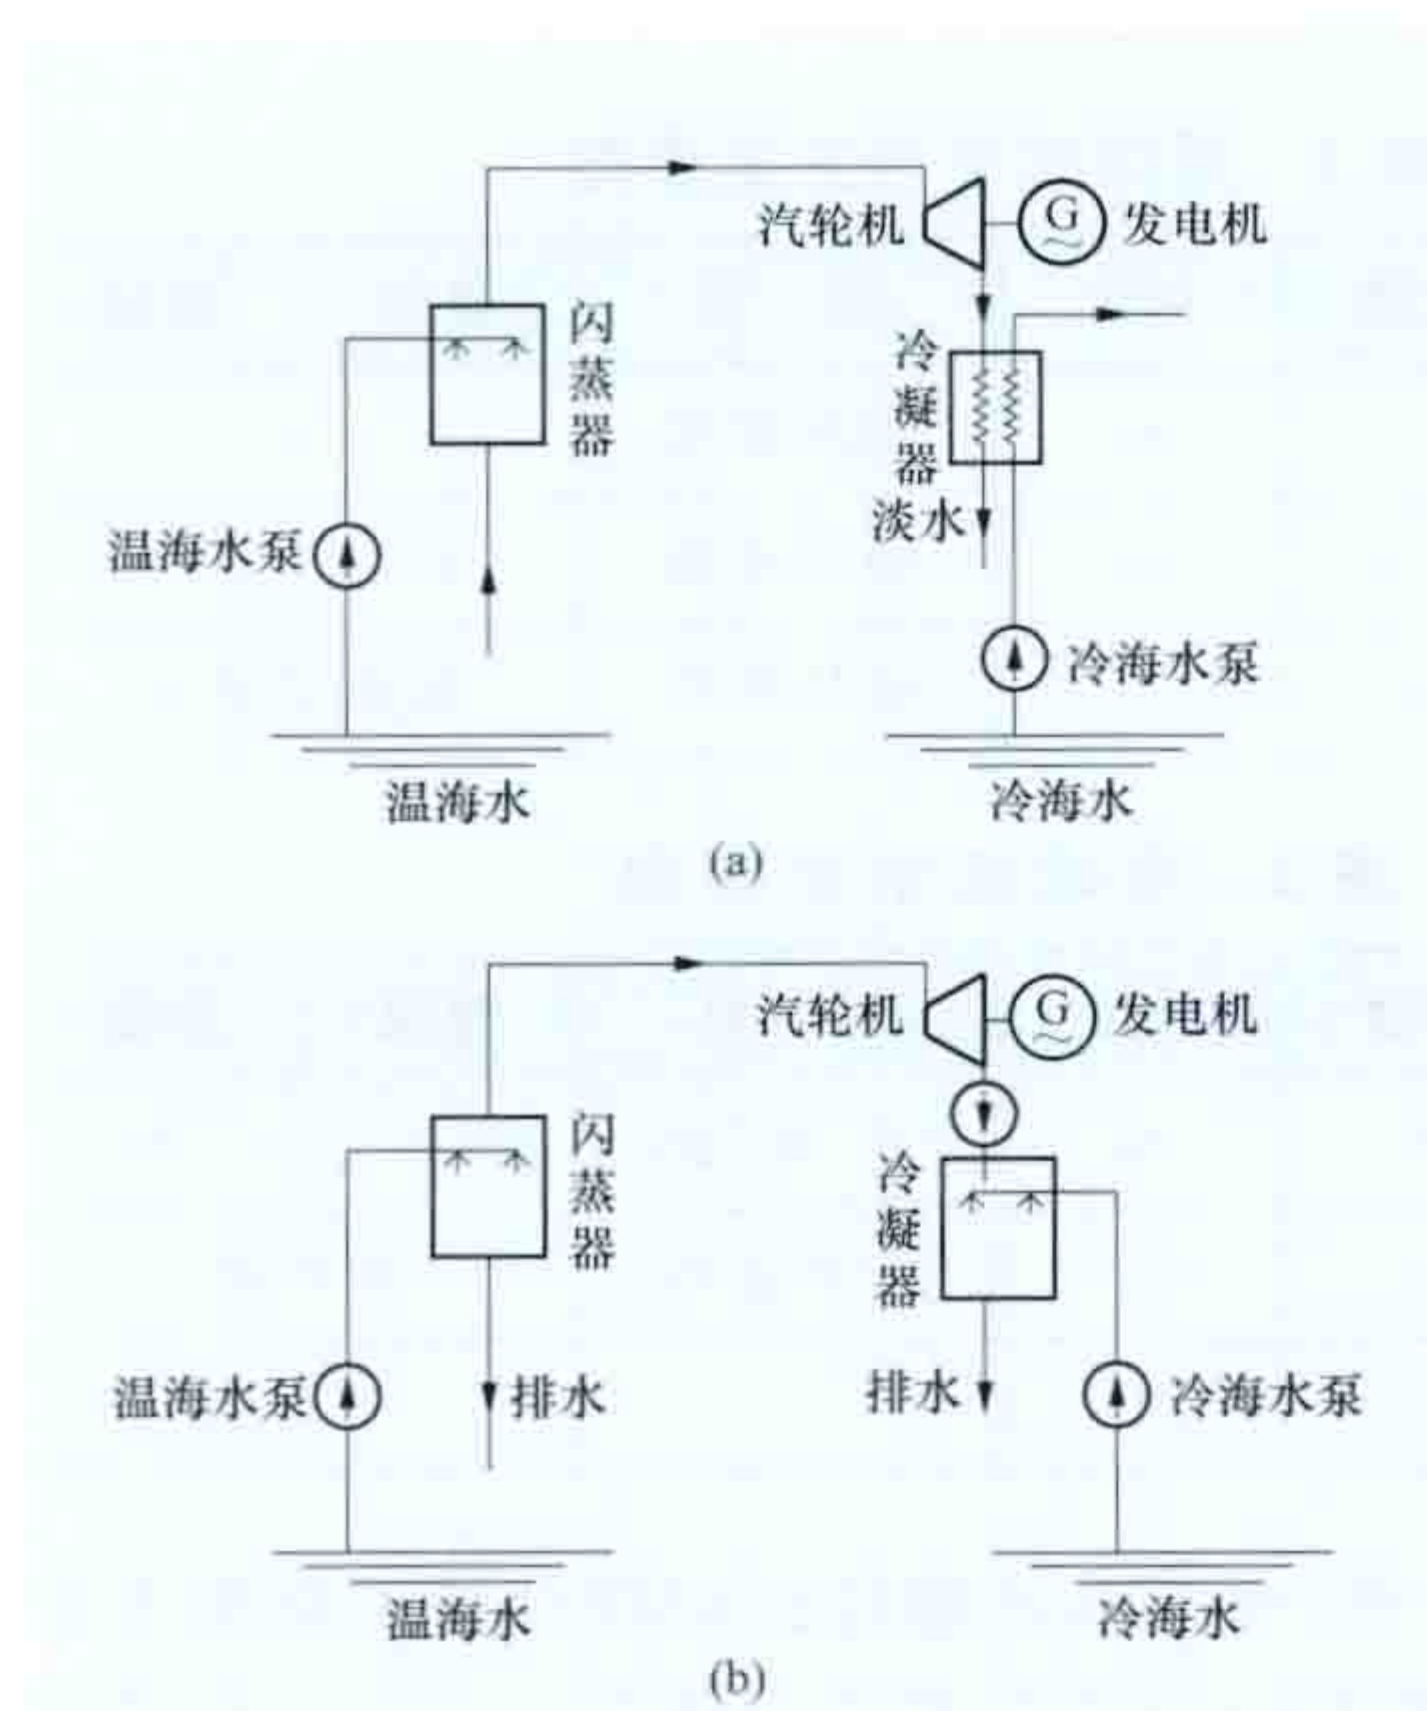 汽轮机
G
~
发电机
闪蒸器
冷凝器
淡水
温海水泵
冷海水泵
温海水
冷海水
(a)
汽轮机
G
~
发电机
闪蒸器
冷凝器
温海水泵
排水
排水
冷海水泵
温海水
冷海水
(b)